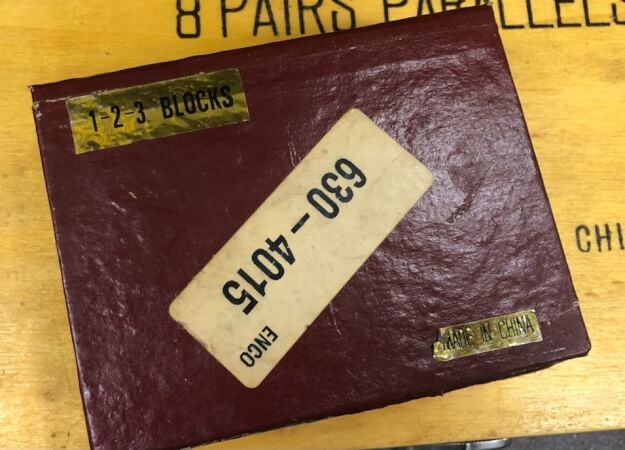 8 PAIRS PARALLELS
1-2-3 BLOCKS
630-4015
ENCO
CHI
MADE IN CHINA